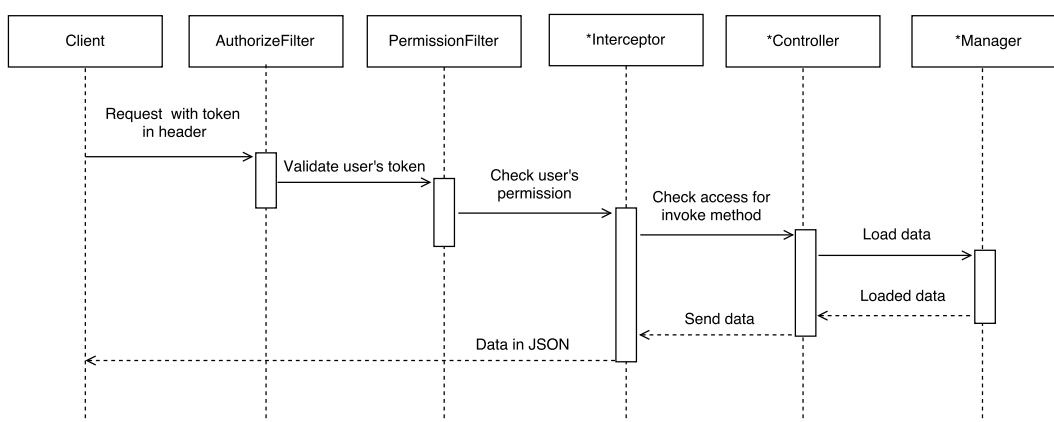 Client
AuthorizeFilter
PermissionFilter
*Interceptor
*Controller
*Manager
Request with token
in header
Validate user's token
Check user's
permission
Check access for
invoke method
Load data
Loaded data
Send data
Data in JSON